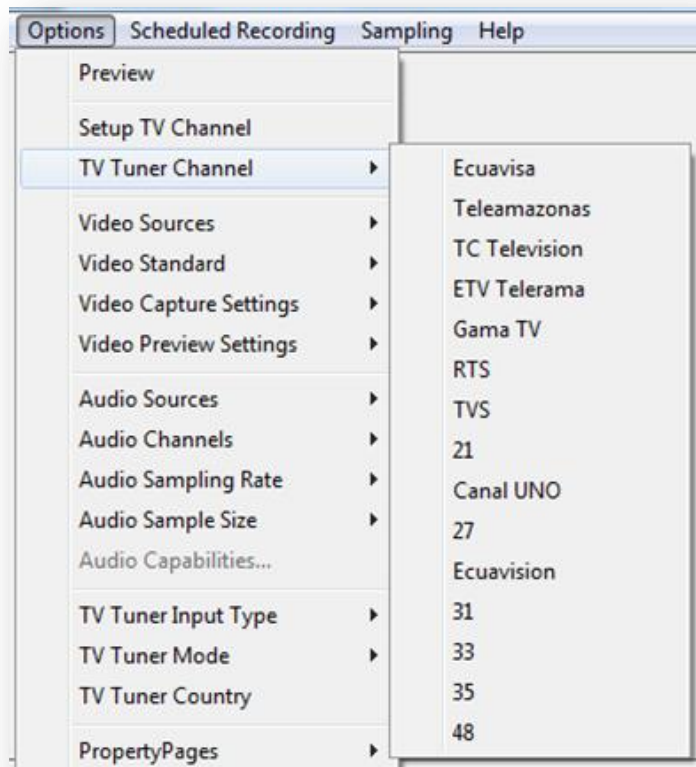 Options Scheduled Recording Sampling Help
Preview
Setup TV Channel
TV Tuner Channel
Video Sources
Video Standard
Video Capture Settings
Video Preview Settings
Audio Sources
Audio Channels
Audio Sampling Rate
Audio Sample Size
Audio Capabilities...
TV Tuner Input Type
TV Tuner Mode
TV Tuner Country
PropertyPages
Ecuavisa
Teleamazonas
TC Television
ETV Telerama
Gama TV
RTS
TVS
21
Canal UNO
27
Ecuavision
31
33
35
48